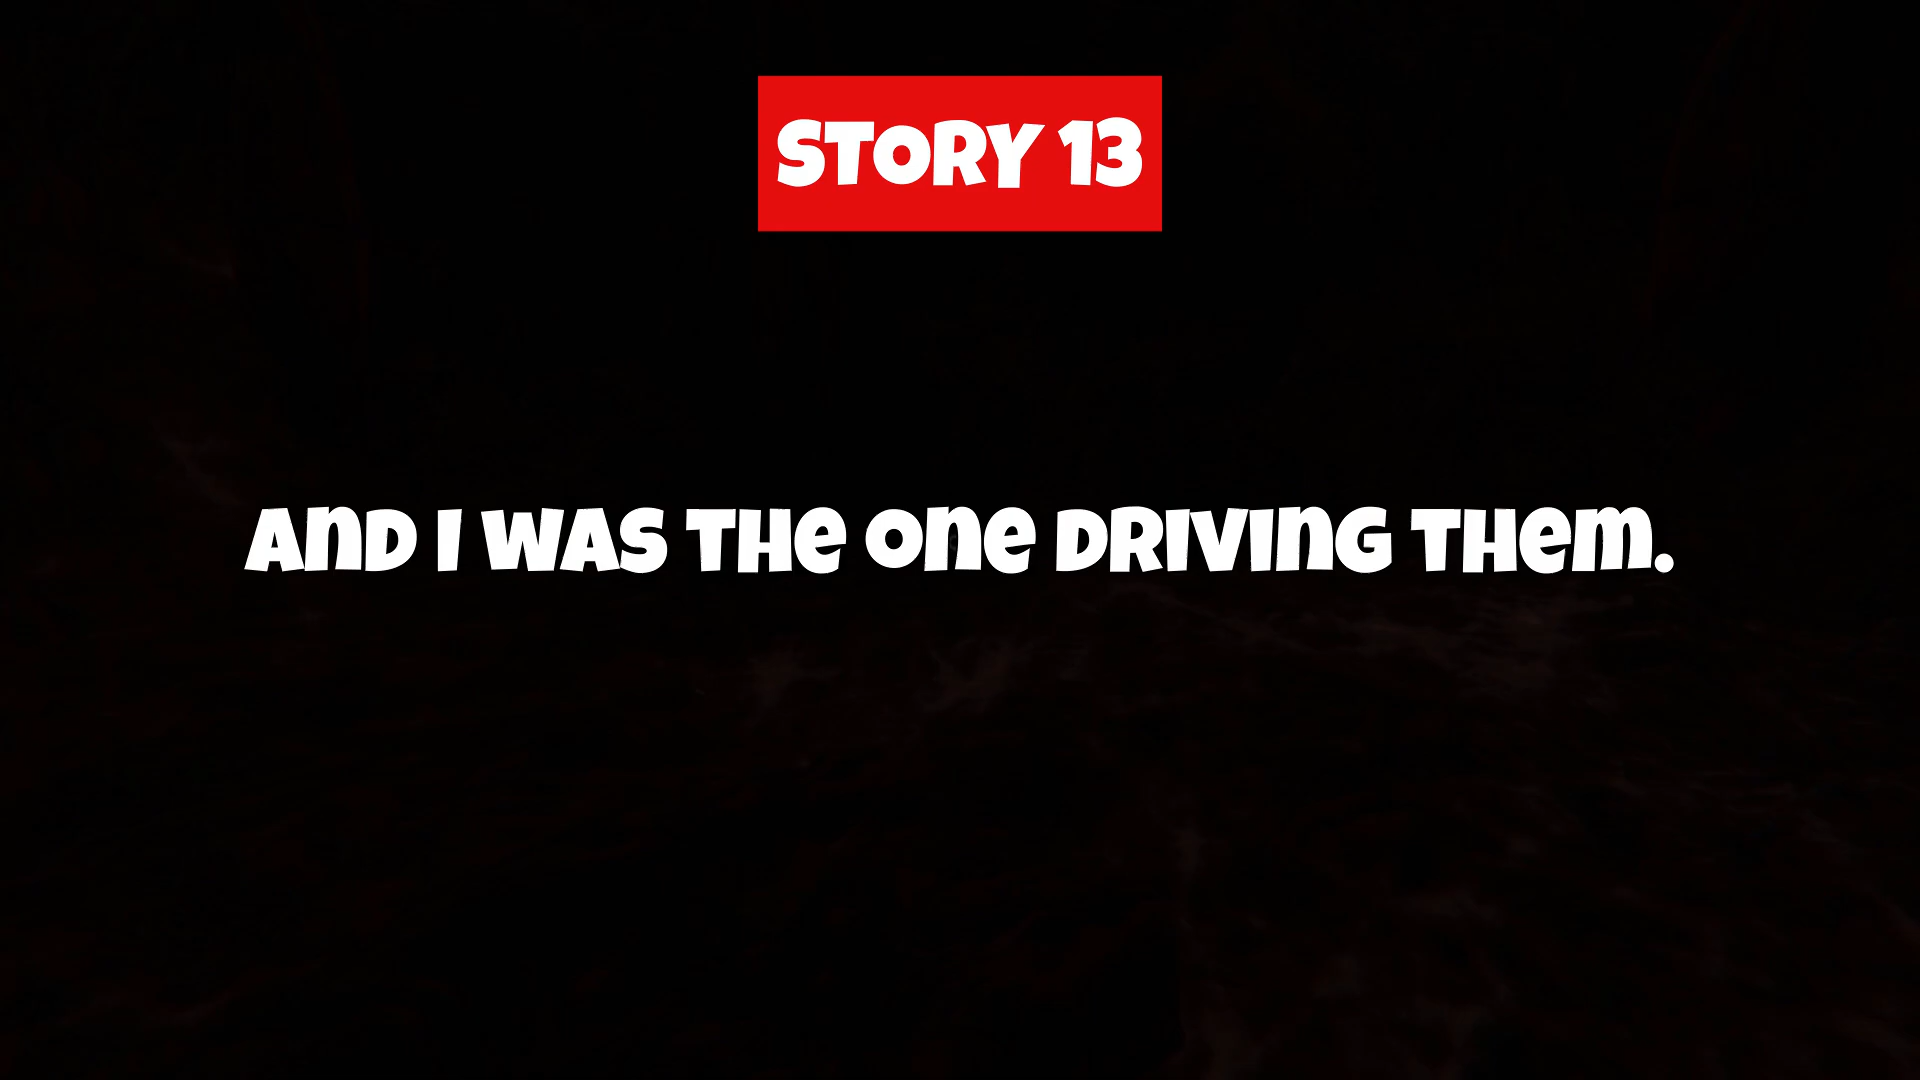 STORY 13
AND I WAS THE ONE DRIVING THEM.